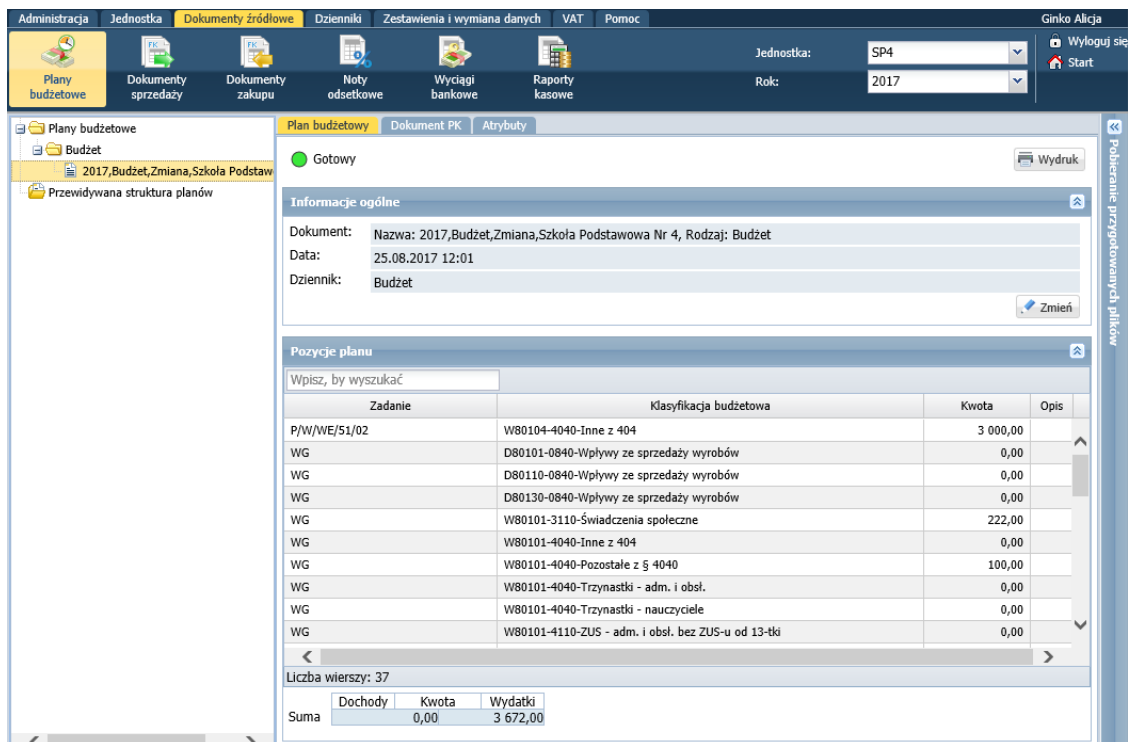 Administracja Jednostka Dokumenty źródłowe Dzienniki Zestawienia i wymiana danych VAT Pomoc Ginko Alicja
Plany budżetowe
Dokumenty sprzedaży
Dokumenty zakupu
Noty odsetkowe
Wyciągi bankowe
Raporty kasowe
Jednostka: SP4
Rok: 2017
Wyloguj się
Start
Plany budżetowe
Budżet
2017,Budżet,Zmiana,Szkoła Podstaw
Przewidywana struktura planów
Plan budżetowy Dokument PK Atrybuty
Gotowy Wydruk
Informacje ogólne
Dokument: Nazwa: 2017,Budżet,Zmiana,Szkoła Podstawowa Nr 4, Rodzaj: Budżet
Data: 25.08.2017 12:01
Dziennik: Budżet
Zmień
Pozycje planu
Wpisz, by wyszukać
Zadanie Klasyfikacja budżetowa Kwota Opis
P/W/WE/51/02 W80104-4040-Inne z 404 3 000,00
WG D80101-0840-Wpływy ze sprzedaży wyrobów 0,00
WG D80110-0840-Wpływy ze sprzedaży wyrobów 0,00
WG D80130-0840-Wpływy ze sprzedaży wyrobów 0,00
WG W80101-3110-Świadczenia społeczne 222,00
WG W80101-4040-Inne z 404 0,00
WG W80101-4040-Pozostałe z § 4040 100,00
WG W80101-4040-Trzynastki - adm. i obsł. 0,00
WG W80101-4040-Trzynastki - nauczyciele 0,00
WG W80101-4110-ZUS - adm. i obsł. bez ZUS-u od 13-tki 0,00
Liczba wierszy: 37
Dochody Kwota Wydatki
Suma 0,00 3 672,00
Pobieranie przygotowanych plików